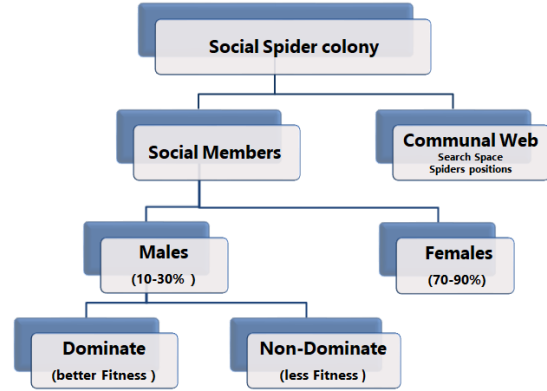 Social Spider colony
Social Members
Communal Web
Search Space
Spiders positions
Males
(10-30% )
Females
(70-90%)
Dominate
(better Fitness )
Non-Dominate
(less Fitness )